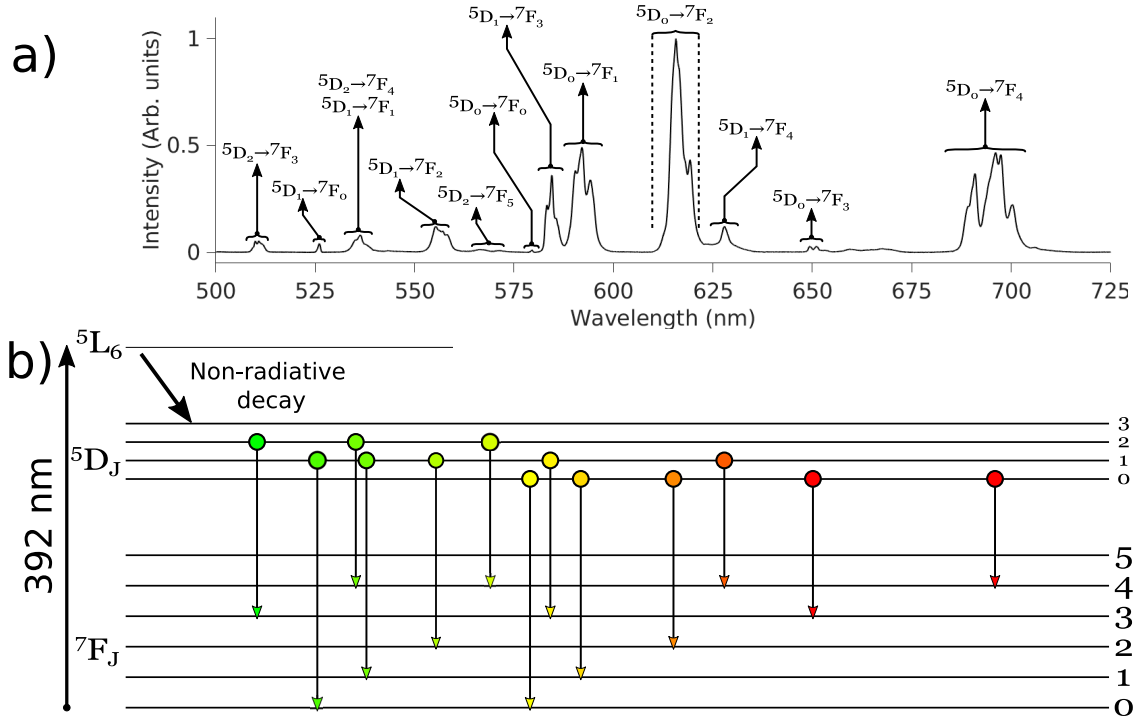 a)
Intensity (Arb. units)
1
0.5
0
⁵D₂→⁷F₃
⁵D₁→⁷F₀
⁵D₂→⁷F₄
⁵D₁→⁷F₁
⁵D₁→⁷F₂
⁵D₂→⁷F₅
⁵D₀→⁷F₀
⁵D₁→⁷F₃
⁵D₀→⁷F₁
⁵D₀→⁷F₂
⁵D₁→⁷F₄
⁵D₀→⁷F₃
⁵D₀→⁷F₄
500 525 550 575 600 625 650 675 700 725
Wavelength (nm)
b)
⁵L₆
Non-radiative
decay
392 nm
⁵D_J
3
2
1
0
⁷F_J
5
4
3
2
1
0